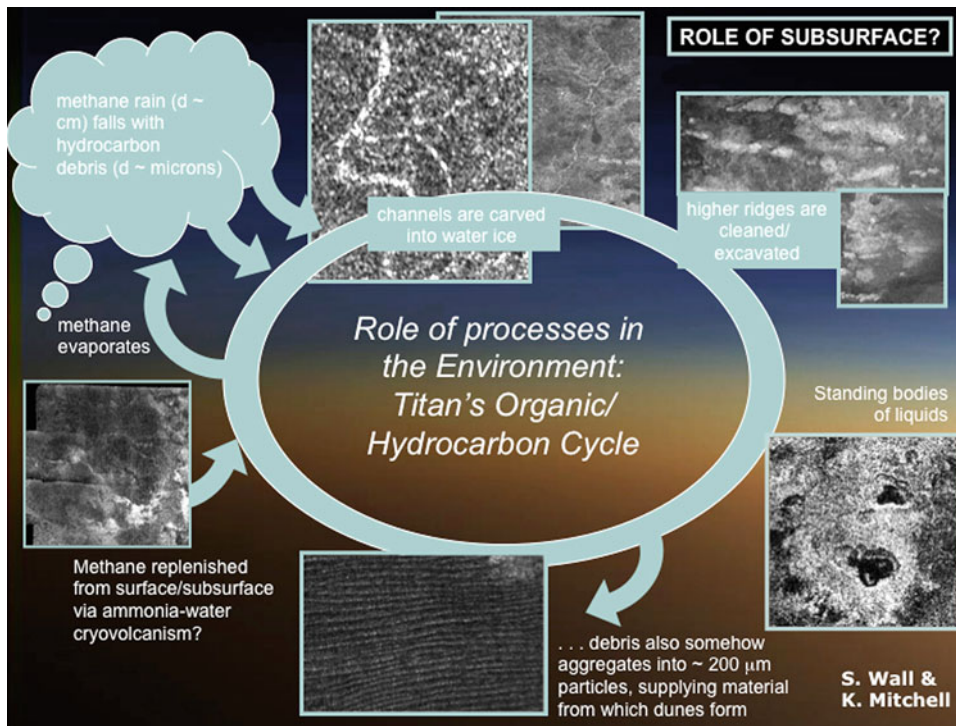 ROLE OF SUBSURFACE?
methane rain (d ~
cm) falls with
hydrocarbon
debris (d ~ microns)
channels are carved
into water ice
higher ridges are
cleaned/
excavated
methane
evaporates
Role of processes in
the Environment:
Titan's Organic/
Hydrocarbon Cycle
Standing bodies
of liquids
Methane replenished
from surface/subsurface
via ammonia-water
cryovolcanism?
. . . debris also somehow
aggregates into ~ 200 μm
particles, supplying material
from which dunes form
S. Wall &
K. Mitchell